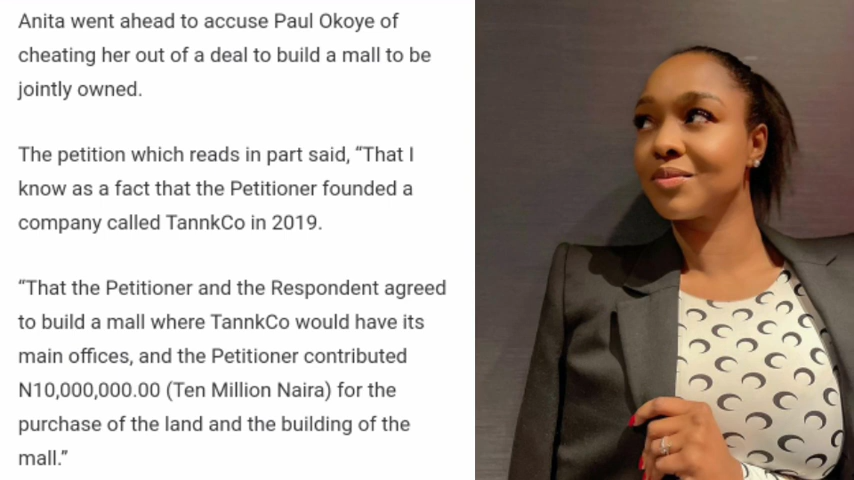 Anita went ahead to accuse Paul Okoye of
cheating her out of a deal to build a mall to be
jointly owned.
The petition which reads in part said, “That I
know as a fact that the Petitioner founded a
company called TannkCo in 2019.
“That the Petitioner and the Respondent agreed
to build a mall where TannkCo would have its
main offices, and the Petitioner contributed
N10,000,000.00 (Ten Million Naira) for the
purchase of the land and the building of the
mall.”